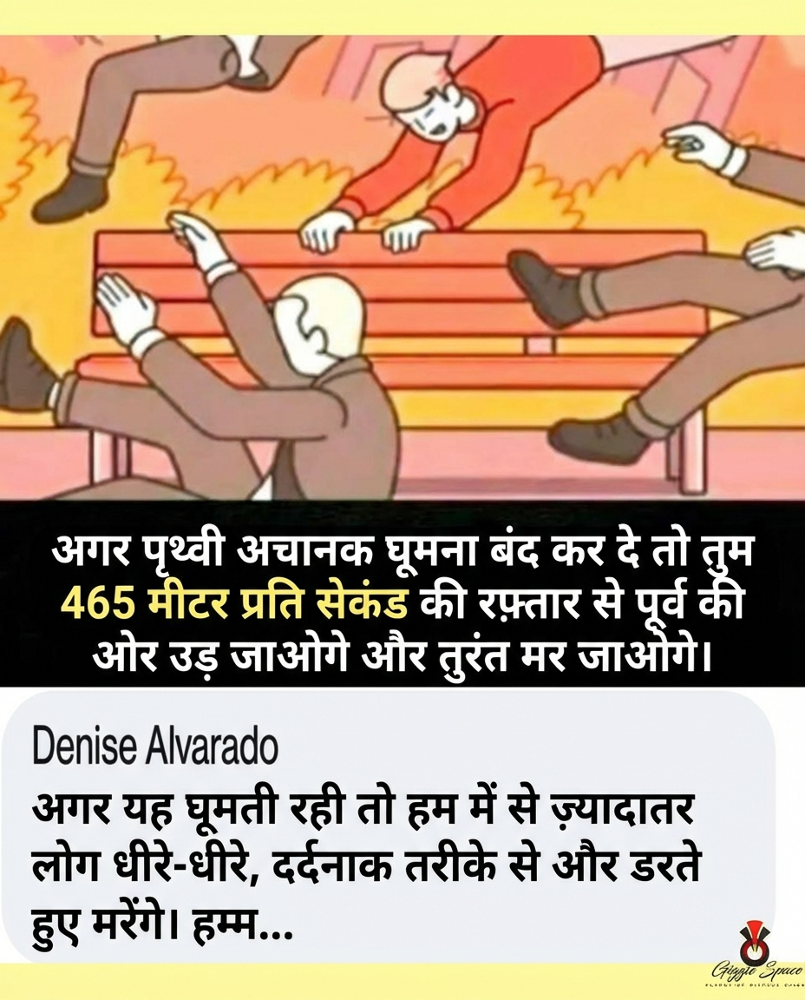 अगर पृथ्वी अचानक घूमना बंद कर दे तो तुम
465 मीटर प्रति सेकंड की रफ़्तार से पूर्व की
ओर उड़ जाओगे और तुरंत मर जाओगे।
Denise Alvarado
अगर यह घूमती रही तो हम में से ज़्यादातर
लोग धीरे-धीरे, दर्दनाक तरीके से और डरते
हुए मरेंगे। हम्म...
Giggle Space